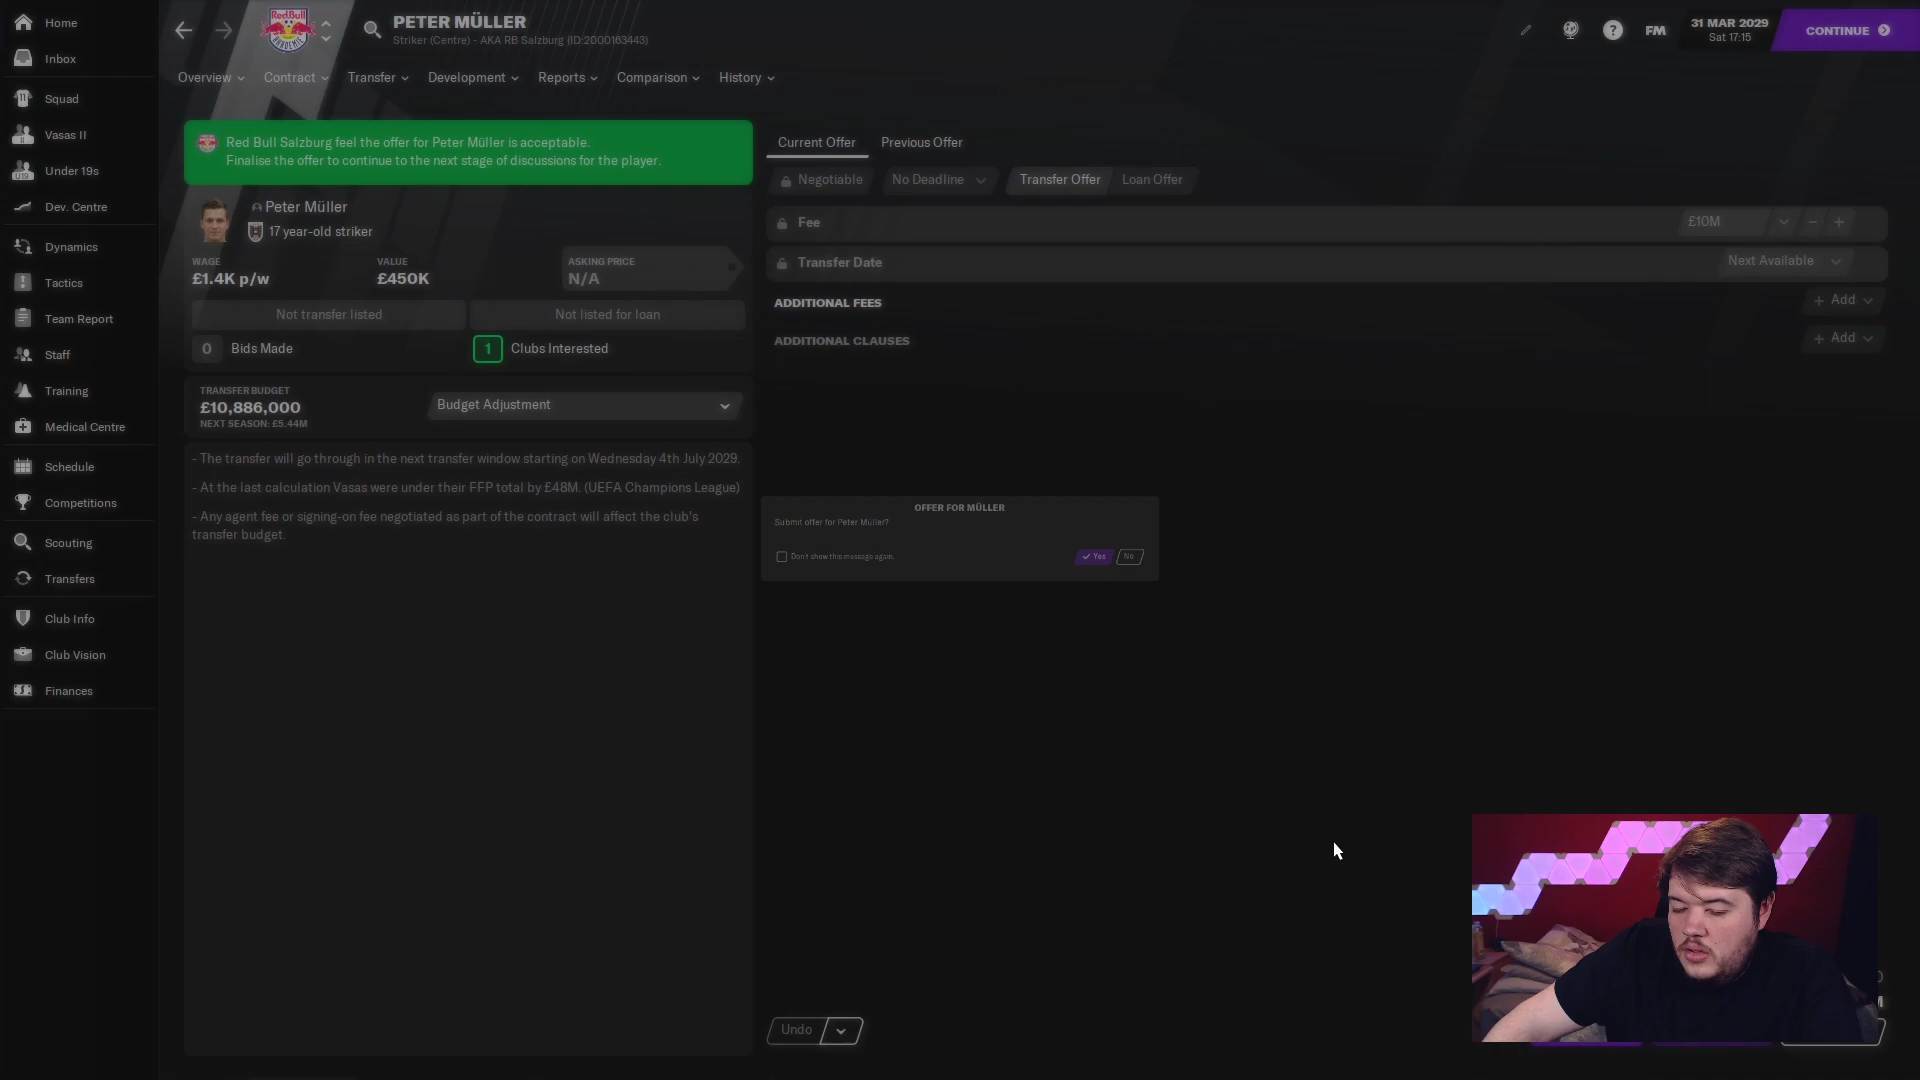 Home
Inbox
Squad
Vasas II
Under 19s
Dev. Centre
Dynamics
Tactics
Team Report
Staff
Training
Medical Centre
Schedule
Competitions
Scouting
Transfers
Club Info
Club Vision
Finances
PETER MÜLLER
Striker (Centre) - AKA RB Salzburg (ID:2000163443)
FM
31 MAR 2029
Sat 17:15
CONTINUE
Overview
Contract
Transfer
Development
Reports
Comparison
History
Red Bull Salzburg feel the offer for Peter Müller is acceptable.
Finalise the offer to continue to the next stage of discussions for the player.
Peter Müller
17 year-old striker
WAGE
£1.4K p/w
VALUE
£450K
ASKING PRICE
N/A
Not transfer listed
Not listed for loan
0 Bids Made
1 Clubs Interested
TRANSFER BUDGET
£10,886,000
NEXT SEASON: £5.44M
Budget Adjustment
- The transfer will go through in the next transfer window starting on Wednesday 4th July 2029.
- At the last calculation Vasas were under their FFP total by £48M. (UEFA Champions League)
- Any agent fee or signing-on fee negotiated as part of the contract will affect the club's
transfer budget.
Current Offer
Previous Offer
Negotiable
No Deadline
Transfer Offer
Loan Offer
Fee
£10M
Transfer Date
Next Available
ADDITIONAL FEES
+ Add
ADDITIONAL CLAUSES
+ Add
OFFER FOR MÜLLER
Submit offer for Peter Müller?
Don't show this message again.
Yes
No
Undo